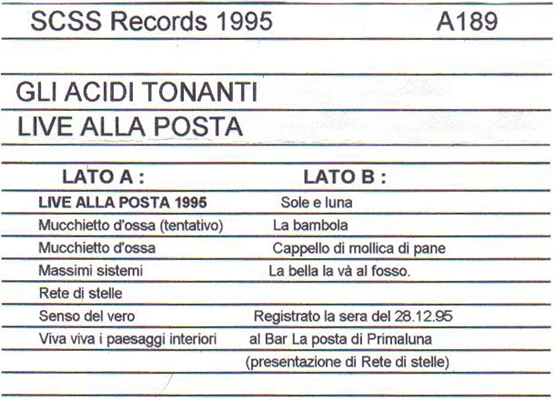 SCSS Records 1995 A189
GLI ACIDI TONANTI
LIVE ALLA POSTA
LATO A : LATO B :
LIVE ALLA POSTA 1995 Sole e luna
Mucchietto d'ossa (tentativo) La bambola
Mucchietto d'ossa Cappello di mollica di pane
Massimi sistemi La bella la và al fosso.
Rete di stelle
Senso del vero Registrato la sera del 28.12.95
Viva viva i paesaggi interiori al Bar La posta di Primaluna
(presentazione di Rete di stelle)